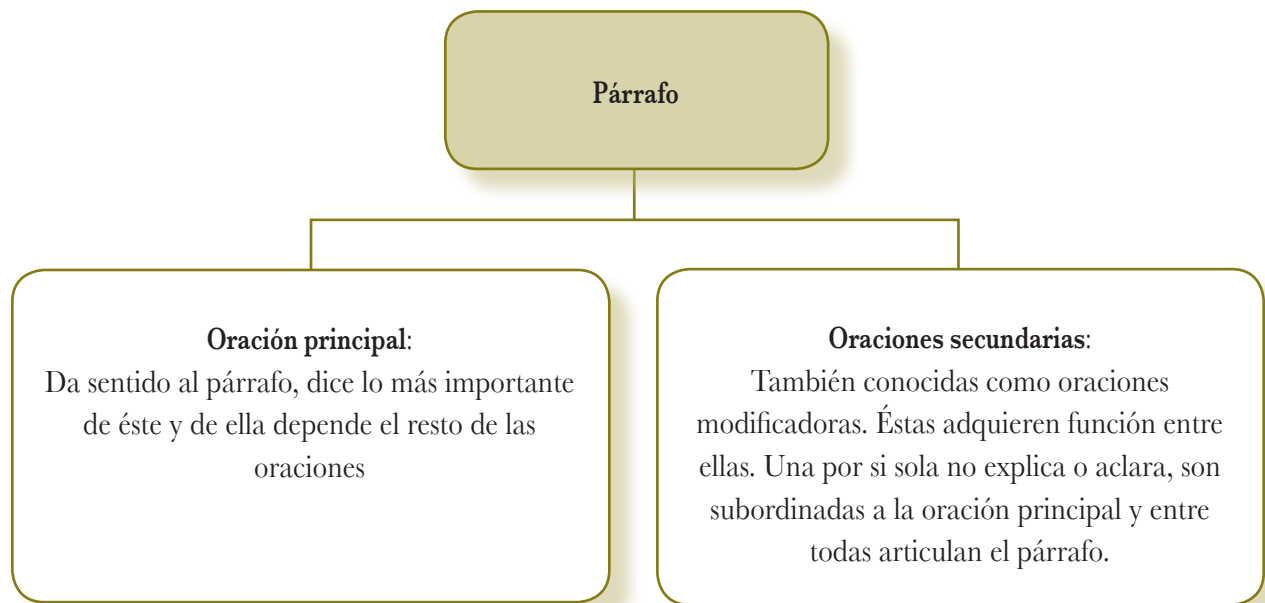 Párrafo
Oración principal:
Da sentido al párrafo, dice lo más importante
de éste y de ella depende el resto de las
oraciones
Oraciones secundarias:
También conocidas como oraciones
modificadoras. Éstas adquieren función entre
ellas. Una por si sola no explica o aclara, son
subordinadas a la oración principal y entre
todas articulan el párrafo.